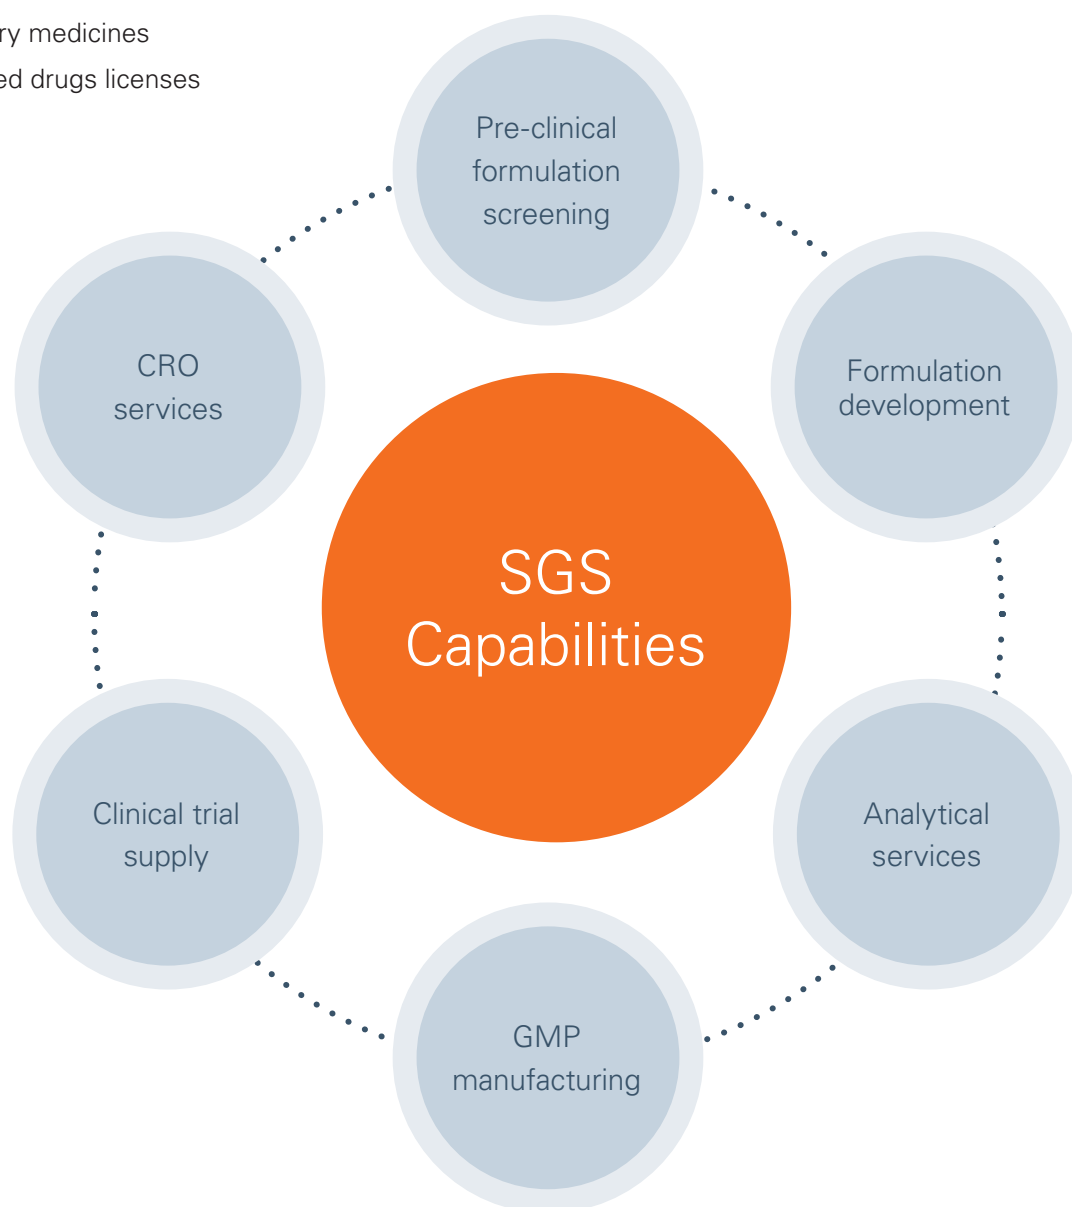 ry medicines
ed drugs licenses
Pre-clinical
formulation
screening
CRO
services
Formulation
development
SGS
Capabilities
Clinical trial
supply
Analytical
services
GMP
manufacturing